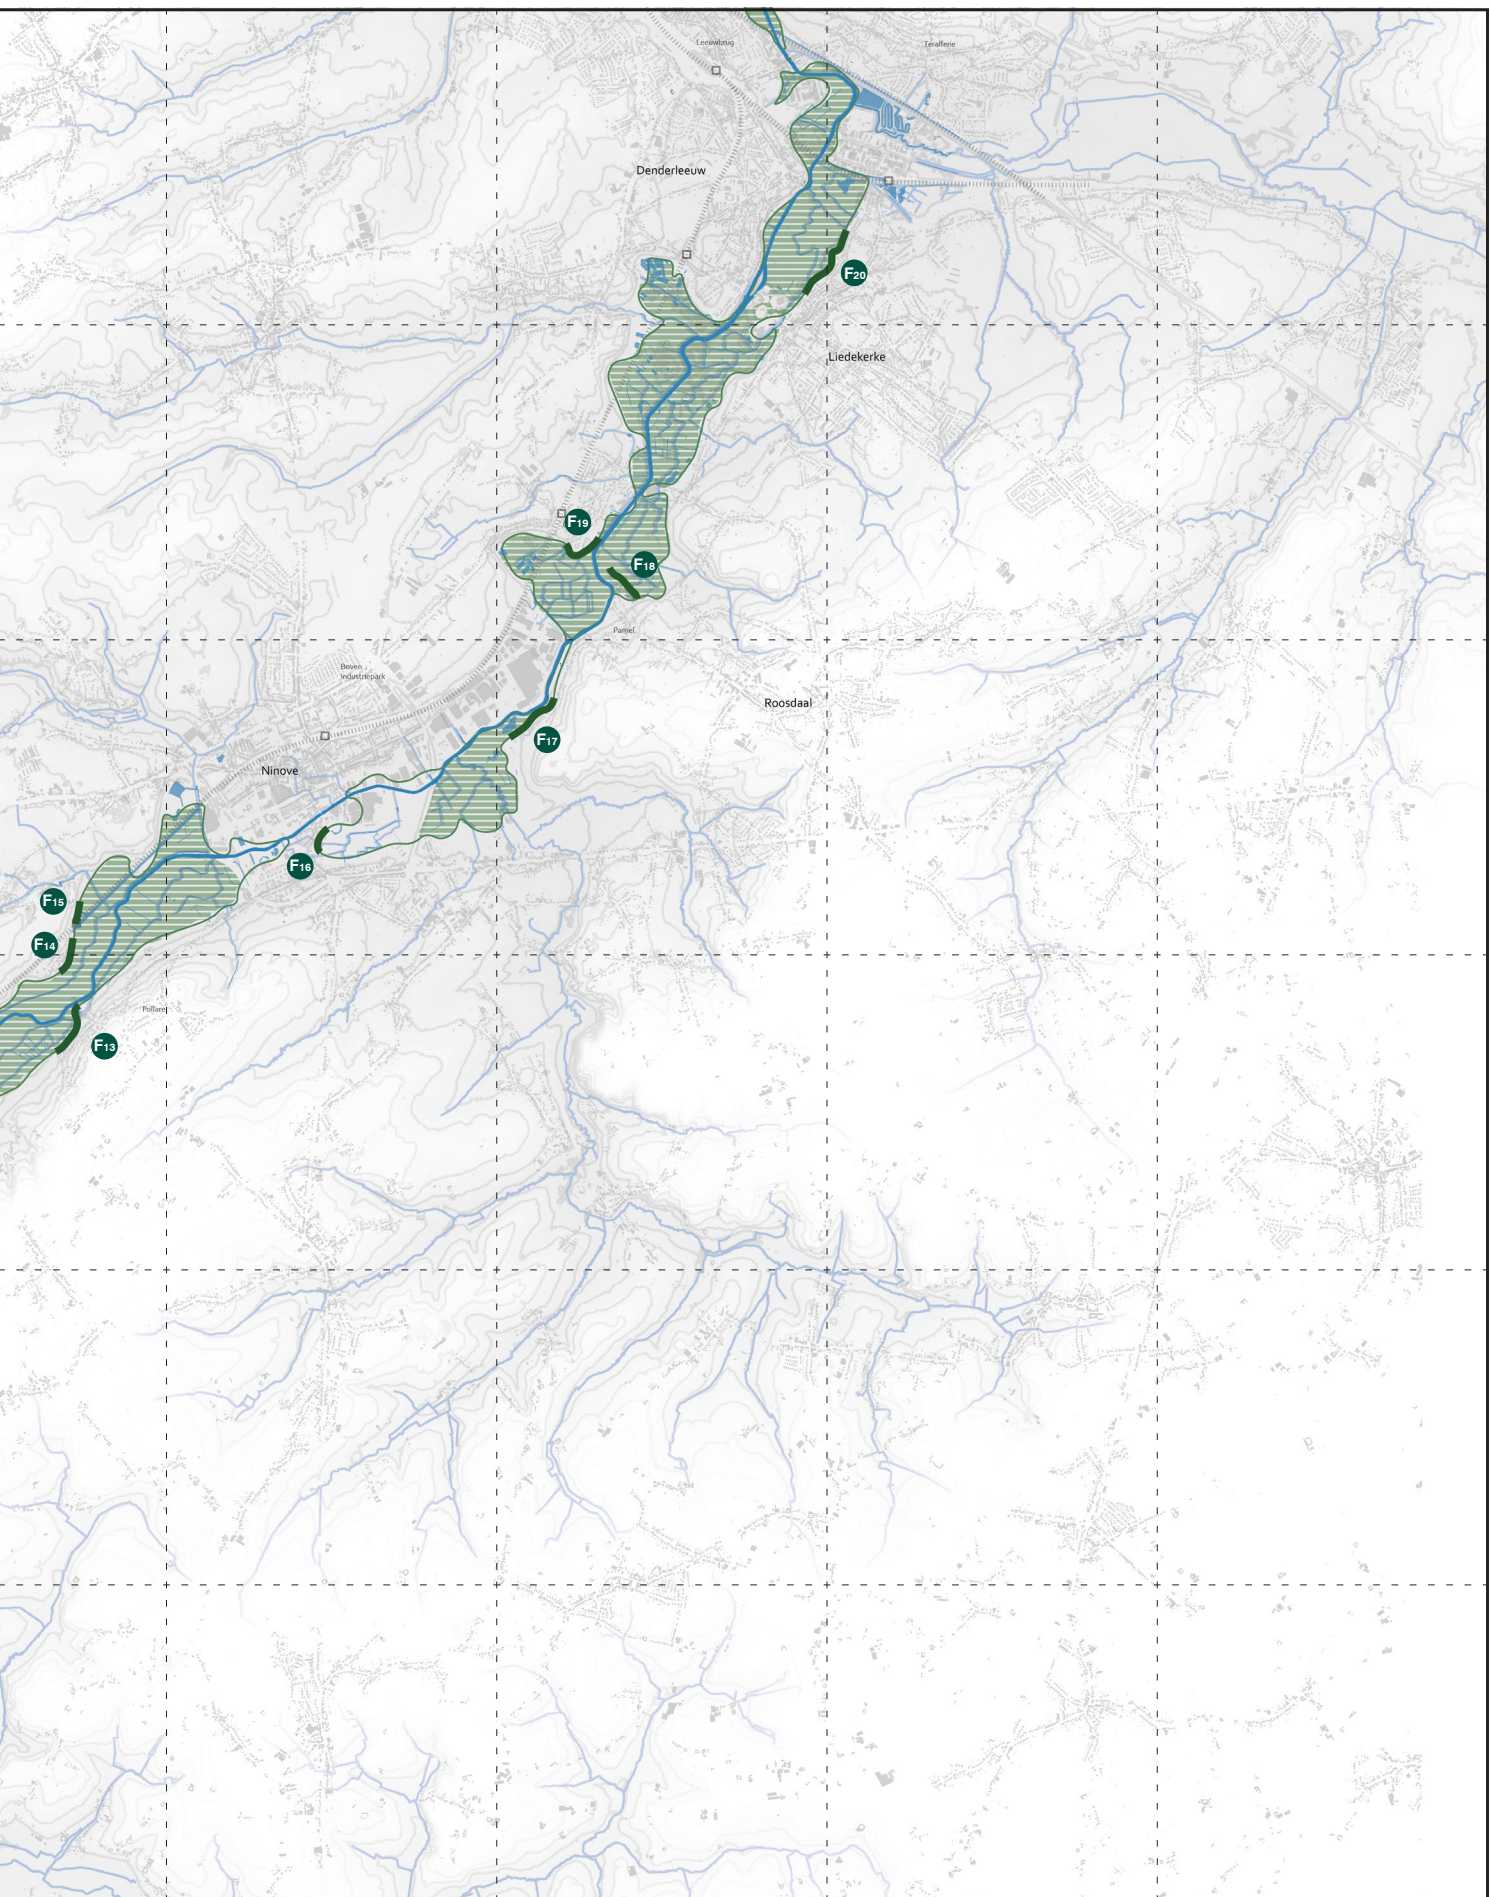 Leeuwbrug
Teralfene
Denderleeuw
F20
Liedekerke
F19
F18
Pamel
Boven
Industriepark
Roosdaal
F17
Ninove
F16
F15
F14
Pollare
F13